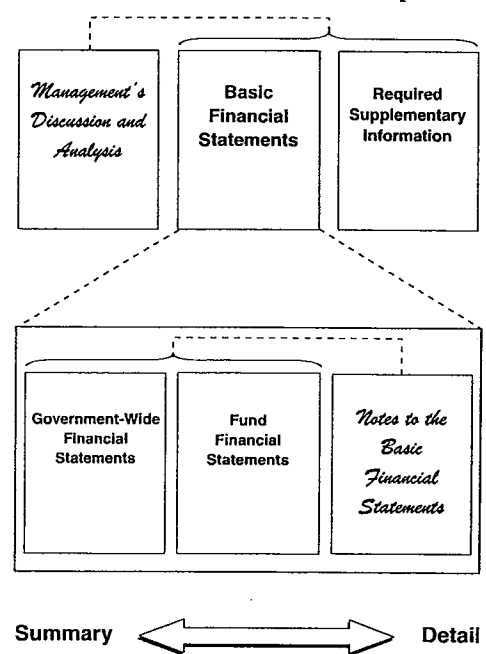 Management's
Discussion and
Analysis
Basic
Financial
Statements
Required
Supplementary
Information
Government-Wide
Financial
Statements
Fund
Financial
Statements
Notes to the
Basic
Financial
Statements
Summary
Detail